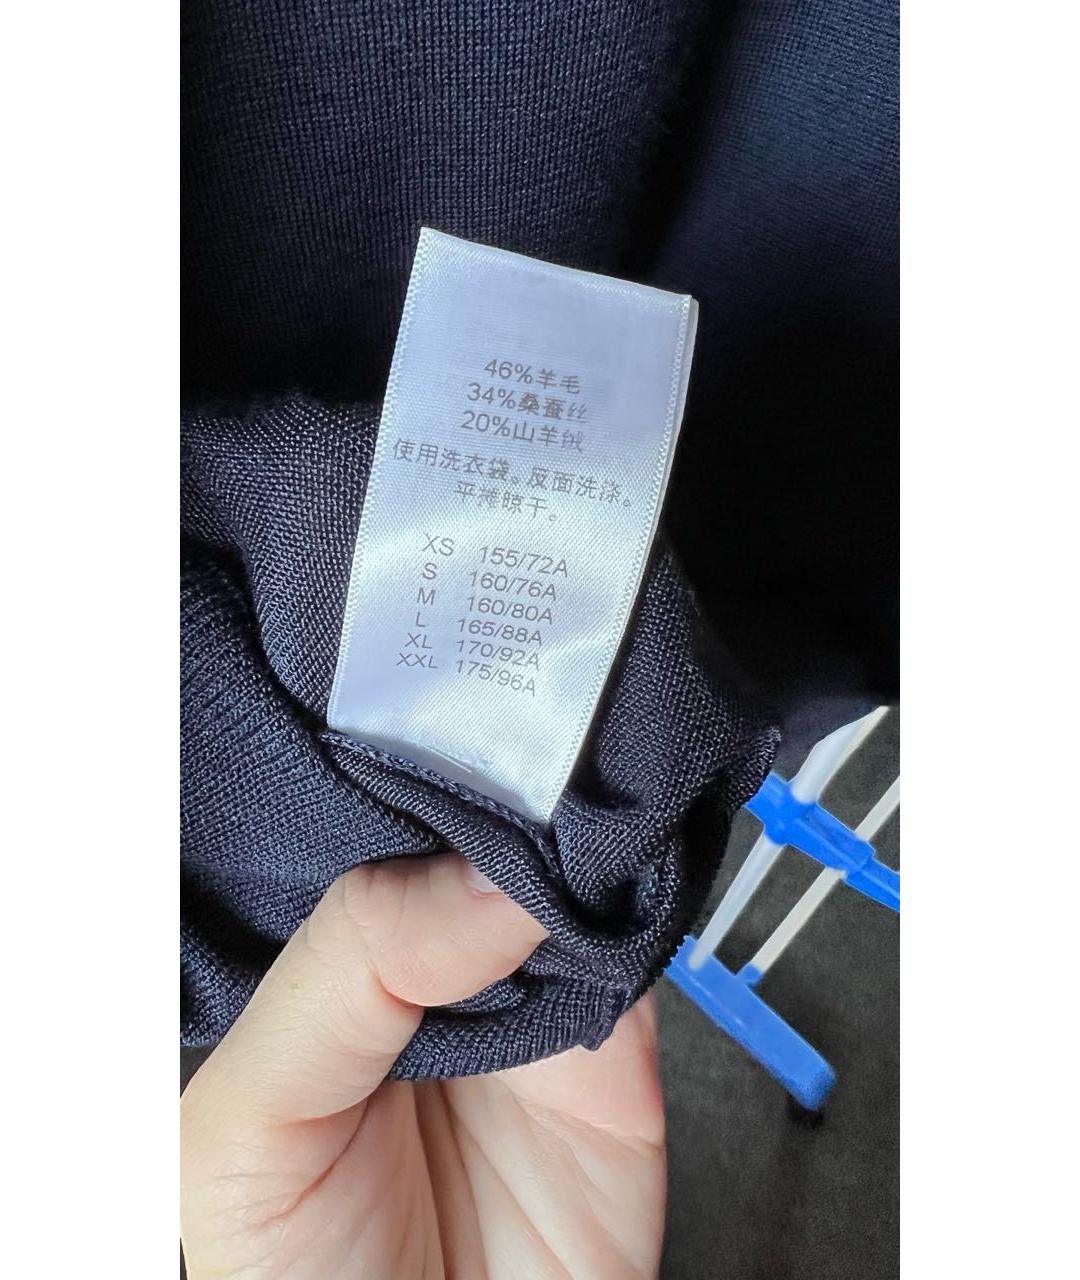 46%羊毛
34%桑蚕丝
20%山羊绒
使用洗衣袋。反面洗涤。
平摊晾干。
XS 155/72A
S 160/76A
M 160/80A
L 165/88A
XL 170/92A
XXL 175/96A